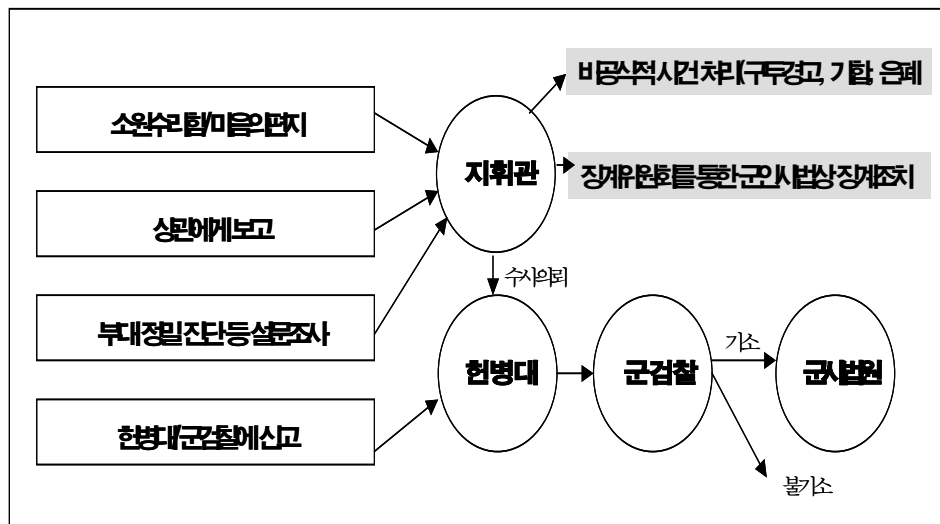 비공식적 사건 처리(구두경고, 기합, 은폐
소원수리함/마음의편지
지휘관
징계위원회를 통한 군인사법상 징계조치
상관에게 보고
수사의뢰
부대정밀 진단 등 설문조사
기소
헌병대
군검찰
군사법원
헌병대/군검찰에 신고
불기소